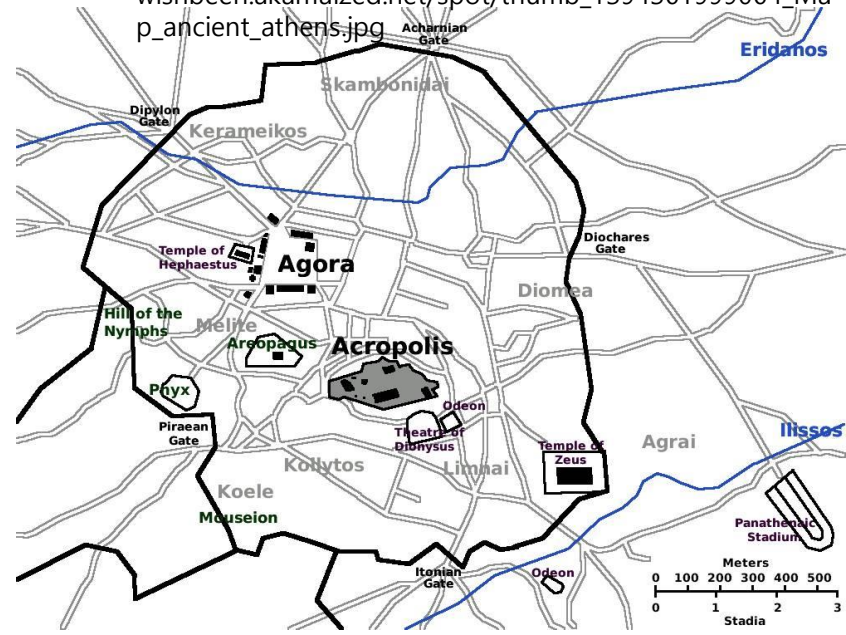 p_ancient_athens.jpg
Acharnian
Gate
Eridanos
Skambonidai
Dipylon
Gate
Kerameikos
Diochares
Gate
Temple of
Hephaestus
Agora
Diomea
Hill of the
Nymphs
Melite
Areopagus
Acropolis
Phyx
Odeon
Piraean
Gate
Theatre of
Dionysus
Temple of
Zeus
Agrai
Ilissos
Kollytos
Limnai
Koele
Mouseion
Panathenaic
Stadium
Itonian
Gate
Odeon
Meters
0 100 200 300 400 500
0 1 2 3
Stadia